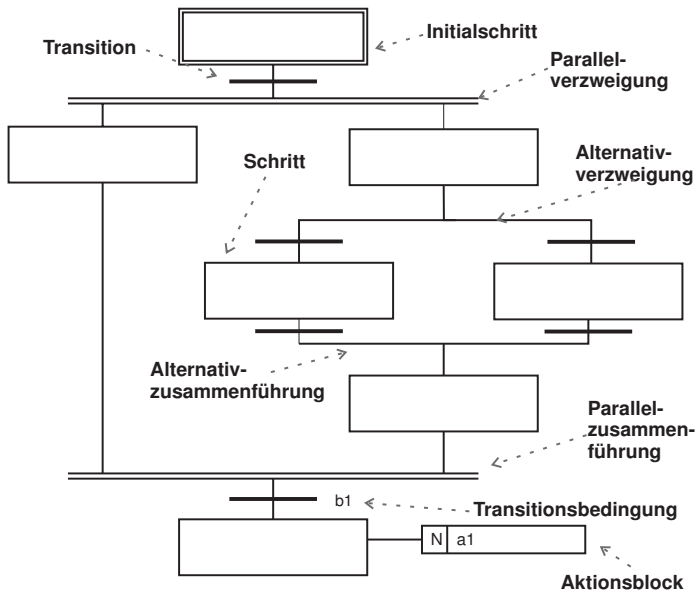 Initialschritt
Transition
Parallel-
verzweigung
Schritt
Alternativ-
verzweigung
Alternativ-
zusammenführung
Parallel-
zusammen-
führung
b1
Transitionsbedingung
N a1
Aktionsblock